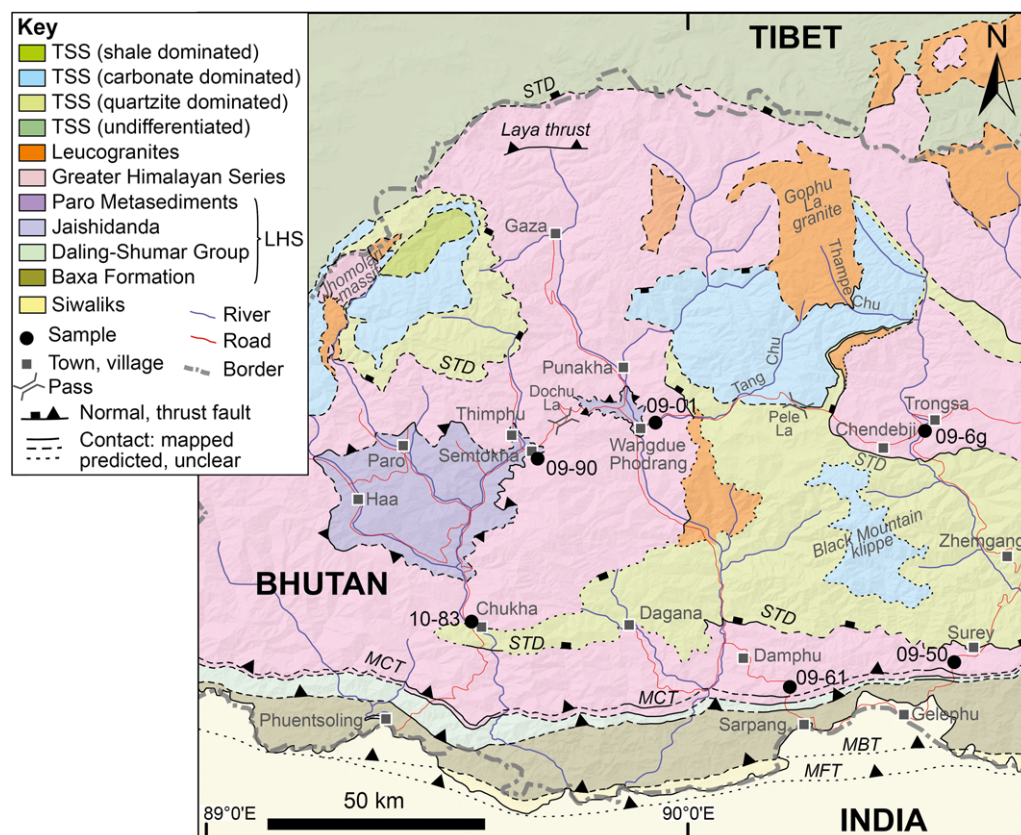 Key
TSS (shale dominated)
TSS (carbonate dominated)
TSS (quartzite dominated)
TSS (undifferentiated)
Leucogranites
Greater Himalayan Series
Paro Metasediments
Jaishidanda
LHS
Daling-Shumar Group
Baxa Formation
Siwaliks
Sample
River
Town, village
Road
Pass
Border
Normal, thrust fault
Contact: mapped
predicted, unclear
TIBET
N
STD
Laya thrust
Gophu
La
granite
Gaza
Jhomolari
massif
Thampe
Chu
STD
Punakha
Chu
Tang
Dochu
La
09-01
Pele
La
Trongsa
Thimphu
Chendebji
09-6g
Wangdue
Phodrang
Semtokha
Paro
09-90
STD
Haa
Black Mountain
klippe
Zhemgang
BHUTAN
10-83
Chukha
Dagana
STD
STD
Surey
Damphu
09-50
MCT
MCT
09-61
Phuentsoling
Sarpang
Gelephu
MBT
MFT
50 km
INDIA
89°0'E
90°0'E